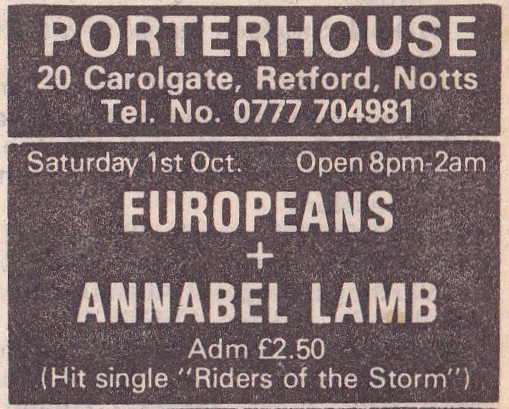 PORTERHOUSE
20 Carolgate, Retford, Notts
Tel. No. 0777 704981
Saturday 1st Oct. Open 8pm-2am
EUROPEANS
+
ANNABEL LAMB
Adm £2.50
(Hit single "Riders of the Storm")